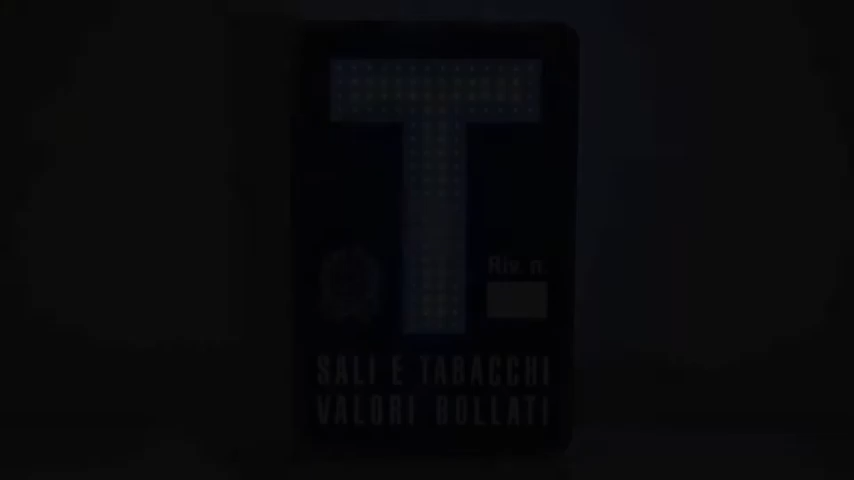 T
Riv. n.
SALI E TABACCHI
VALORI BOLLATI